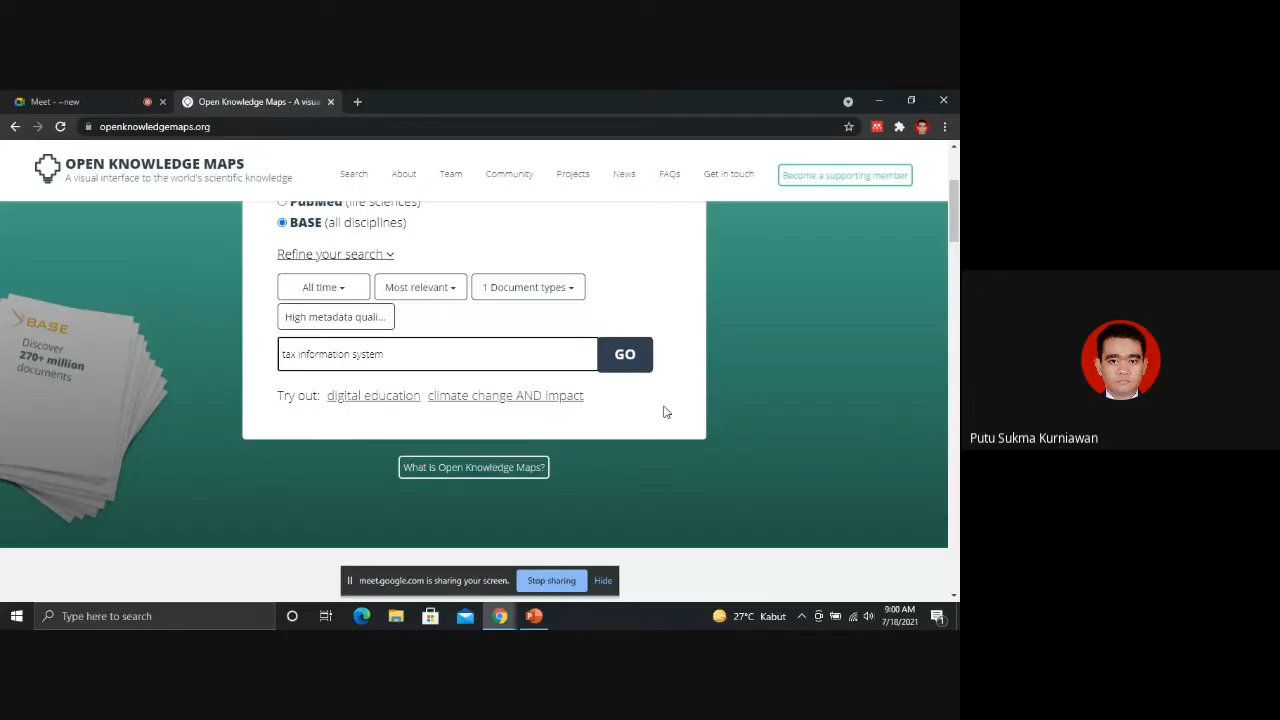 Meet - ~new
Open Knowledge Maps - A visu
openknowledgemaps.org
OPEN KNOWLEDGE MAPS
A visual interface to the world's scientific knowledge
Search
About
Team
Community
Projects
News
FAQs
Get in touch
Become a supporting member
PubMed (life sciences)
BASE (all disciplines)
Refine your search
All time
Most relevant
1 Document types
High metadata quali...
tax information system
GO
Try out: digital education climate change AND impact
What is Open Knowledge Maps?
BASE
Discover
270+ million
documents
meet.google.com is sharing your screen.
Stop sharing
Hide
Type here to search
27°C Kabut
9:00 AM
7/18/2021
1
Putu Sukma Kurniawan